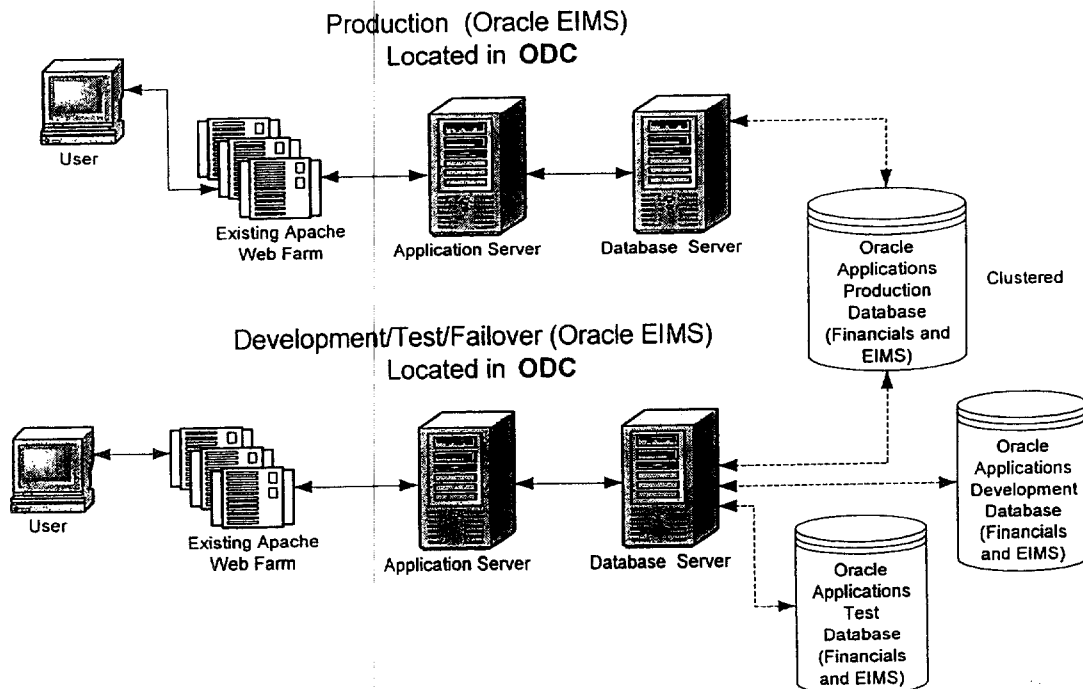 Production (Oracle EIMS)
Located in ODC
User
Existing Apache
Web Farm
Application Server
Database Server
Oracle
Applications
Production
Database
(Financials and
EIMS)
Clustered
Development/Test/Failover (Oracle EIMS)
Located in ODC
User
Existing Apache
Web Farm
Application Server
Database Server
Oracle
Applications
Development
Database
(Financials
and EIMS)
Oracle
Applications
Test
Database
(Financials
and EIMS)